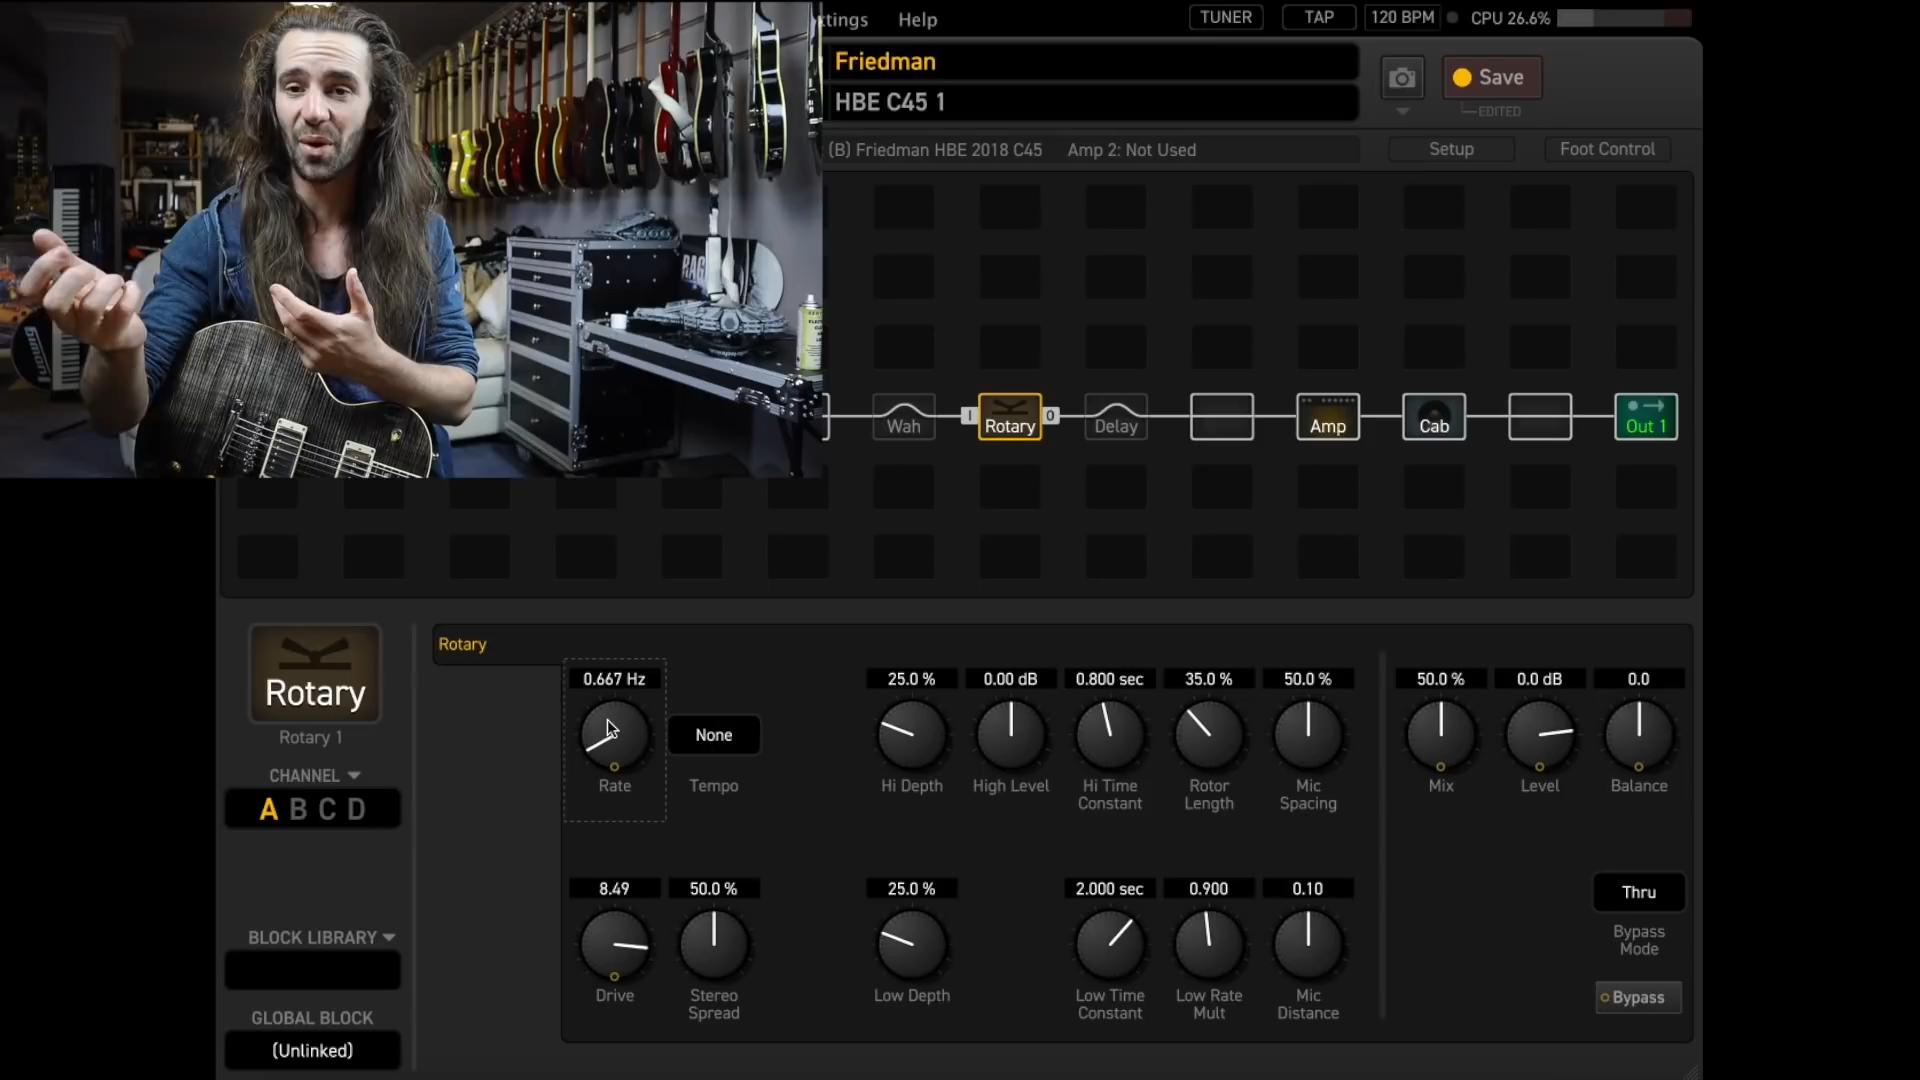 ttings Help TUNER TAP 120 BPM CPU 26.6%
Friedman
HBE C45 1
Save
EDITED
(B) Friedman HBE 2018 C45 Amp 2: Not Used
Setup Foot Control
RAG
Wah I Rotary O Delay Amp Cab Out 1
Rotary
Rotary 1
CHANNEL
A B C D
BLOCK LIBRARY
GLOBAL BLOCK
(Unlinked)
Rotary
0.667 Hz 25.0 % 0.00 dB 0.800 sec 35.0 % 50.0 % 50.0 % 0.0 dB 0.0
None
Rate Tempo Hi Depth High Level Hi Time Rotor Mic Mix Level Balance
Constant Length Spacing
8.49 50.0 % 25.0 % 2.000 sec 0.900 0.10
Thru
Bypass
Mode
Drive Stereo Low Depth Low Time Low Rate Mic
Spread Constant Mult Distance
Bypass